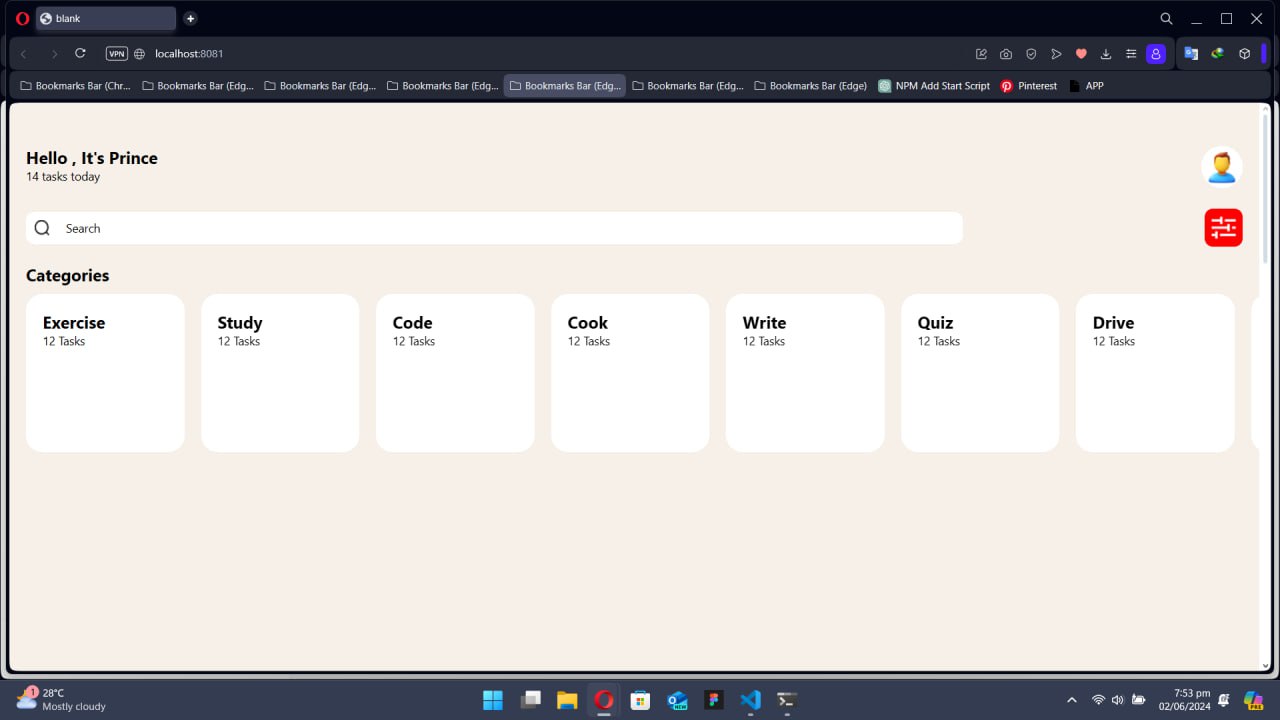 blank
VPN
localhost:8081
Bookmarks Bar (Chr...
Bookmarks Bar (Edg...
Bookmarks Bar (Edg...
Bookmarks Bar (Edg...
Bookmarks Bar (Edg...
Bookmarks Bar (Edg...
Bookmarks Bar (Edge)
NPM Add Start Script
Pinterest
APP
Hello , It's Prince
14 tasks today
Search
Categories
Exercise
12 Tasks
Study
12 Tasks
Code
12 Tasks
Cook
12 Tasks
Write
12 Tasks
Quiz
12 Tasks
Drive
12 Tasks
1
28°C
Mostly cloudy
7:53 pm
02/06/2024